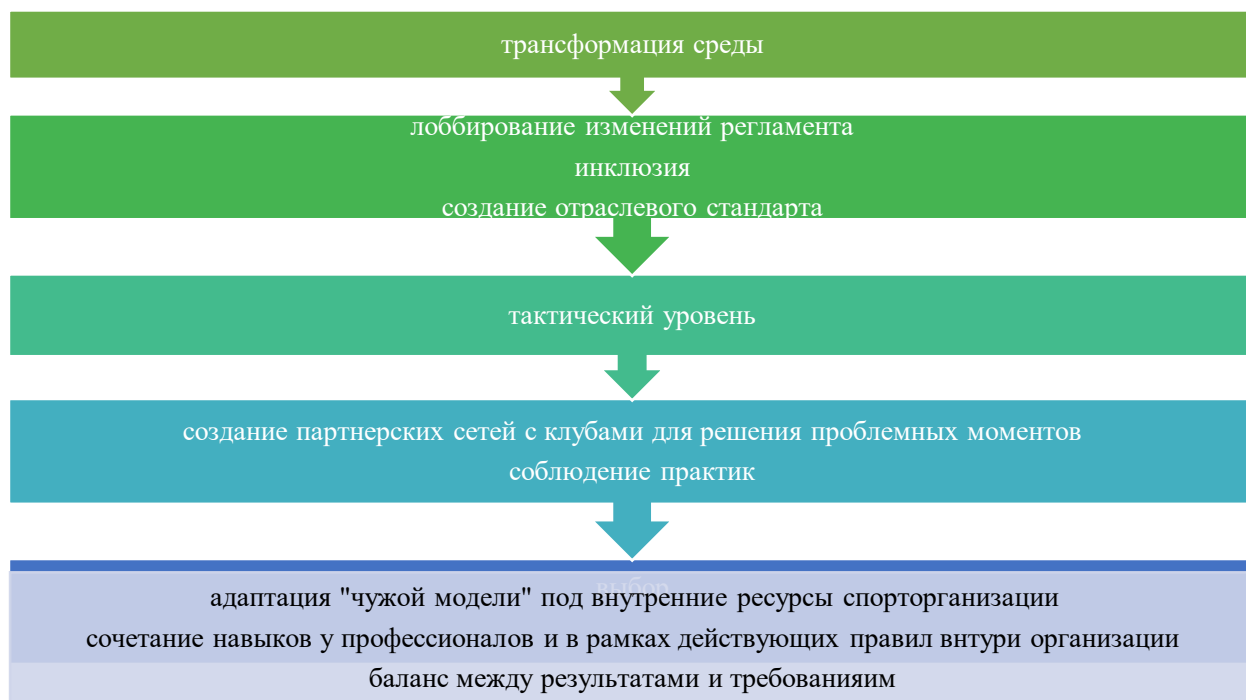 трансформация среды
лоббирование изменений регламента
инклюзия
создание отраслевого стандарта
тактический уровень
создание партнерских сетей с клубами для решения проблемных моментов
соблюдение практик
выбор
адаптация "чужой модели" под внутренние ресурсы спорторганизации
сочетание навыков у профессионалов и в рамках действующих правил внтури организации
баланс между результатами и требованияим